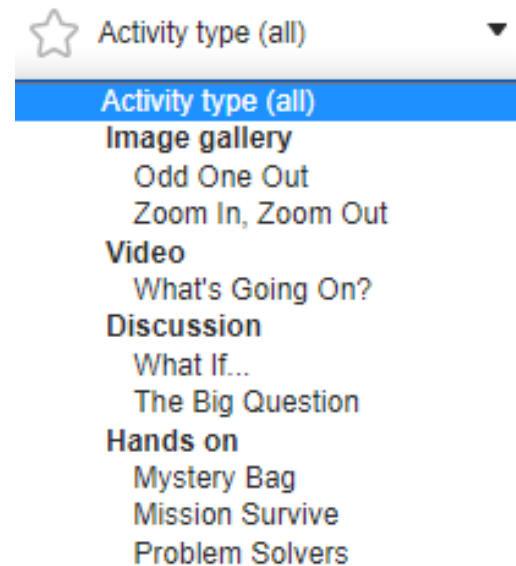 Activity type (all)
Activity type (all)
Image gallery
Odd One Out
Zoom In, Zoom Out
Video
What's Going On?
Discussion
What If...
The Big Question
Hands on
Mystery Bag
Mission Survive
Problem Solvers